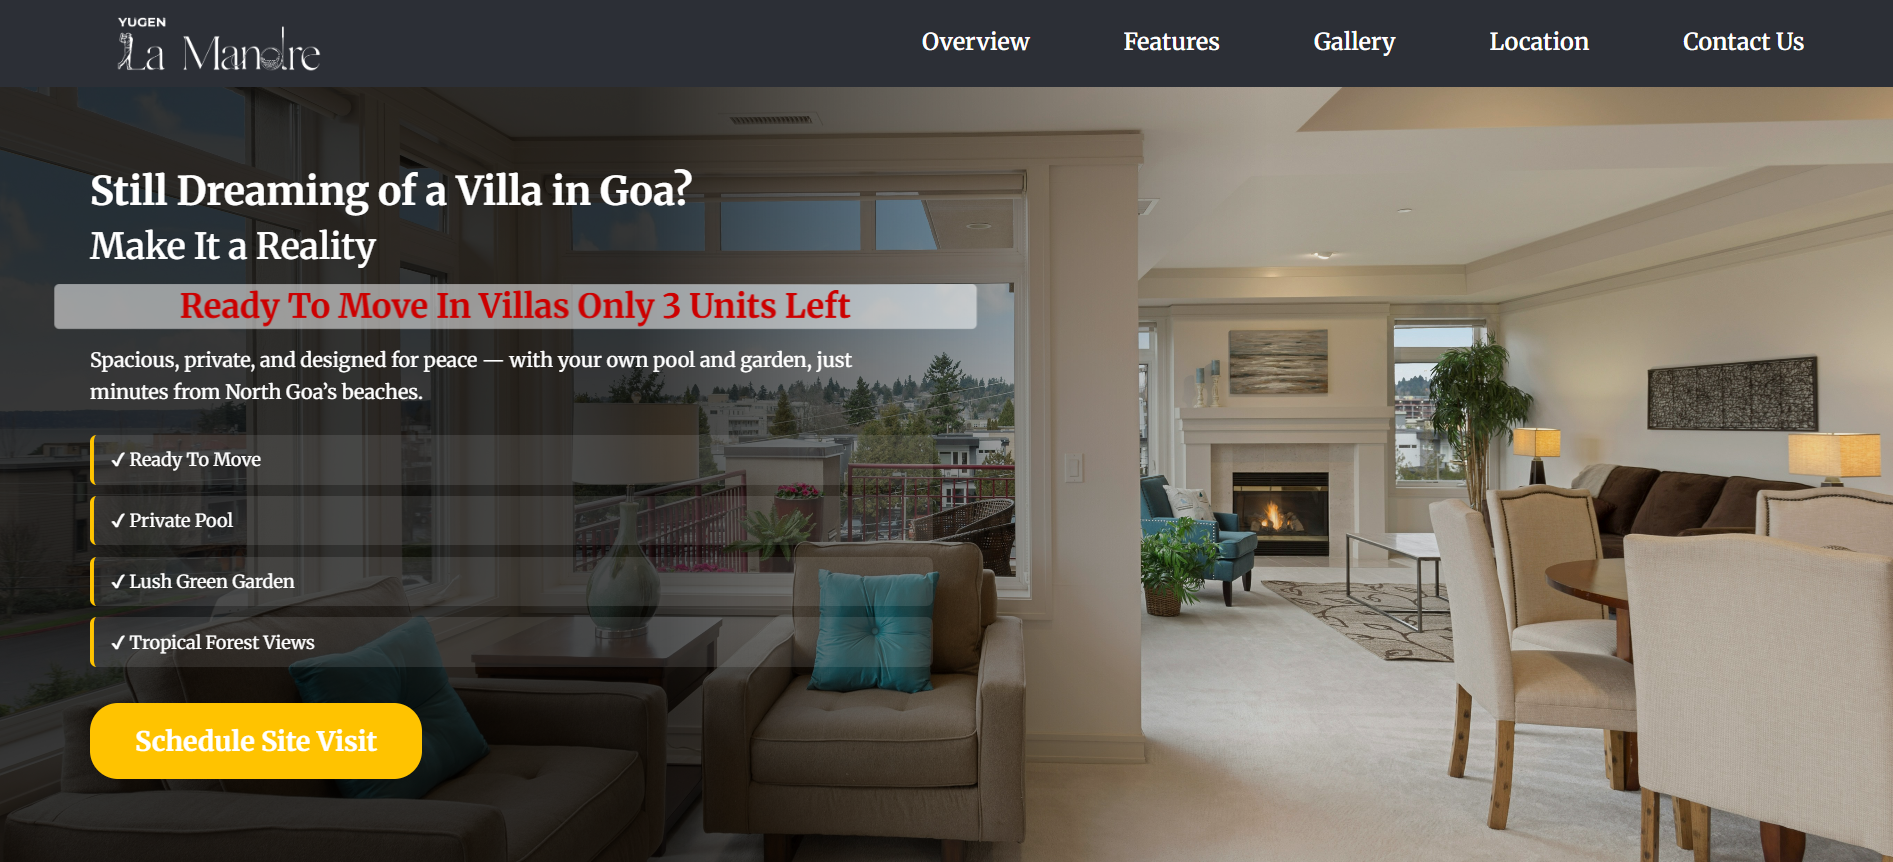 YUGEN
La Mandre
Overview
Features
Gallery
Location
Contact Us
Still Dreaming of a Villa in Goa?
Make It a Reality
Ready To Move In Villas Only 3 Units Left
Spacious, private, and designed for peace — with your own pool and garden, just
minutes from North Goa’s beaches.
✓ Ready To Move
✓ Private Pool
✓ Lush Green Garden
✓ Tropical Forest Views
Schedule Site Visit